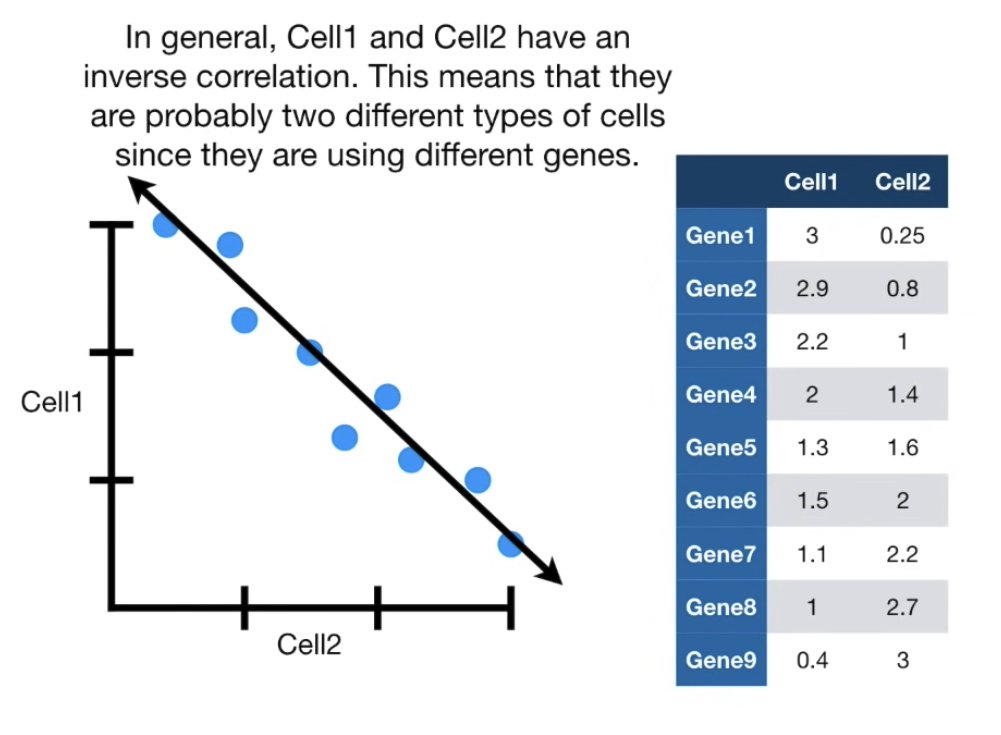 In general, Cell1 and Cell2 have an
inverse correlation. This means that they
are probably two different types of cells
since they are using different genes.
Cell1
Cell2
Cell1 Cell2
Gene1 3 0.25
Gene2 2.9 0.8
Gene3 2.2 1
Gene4 2 1.4
Gene5 1.3 1.6
Gene6 1.5 2
Gene7 1.1 2.2
Gene8 1 2.7
Gene9 0.4 3